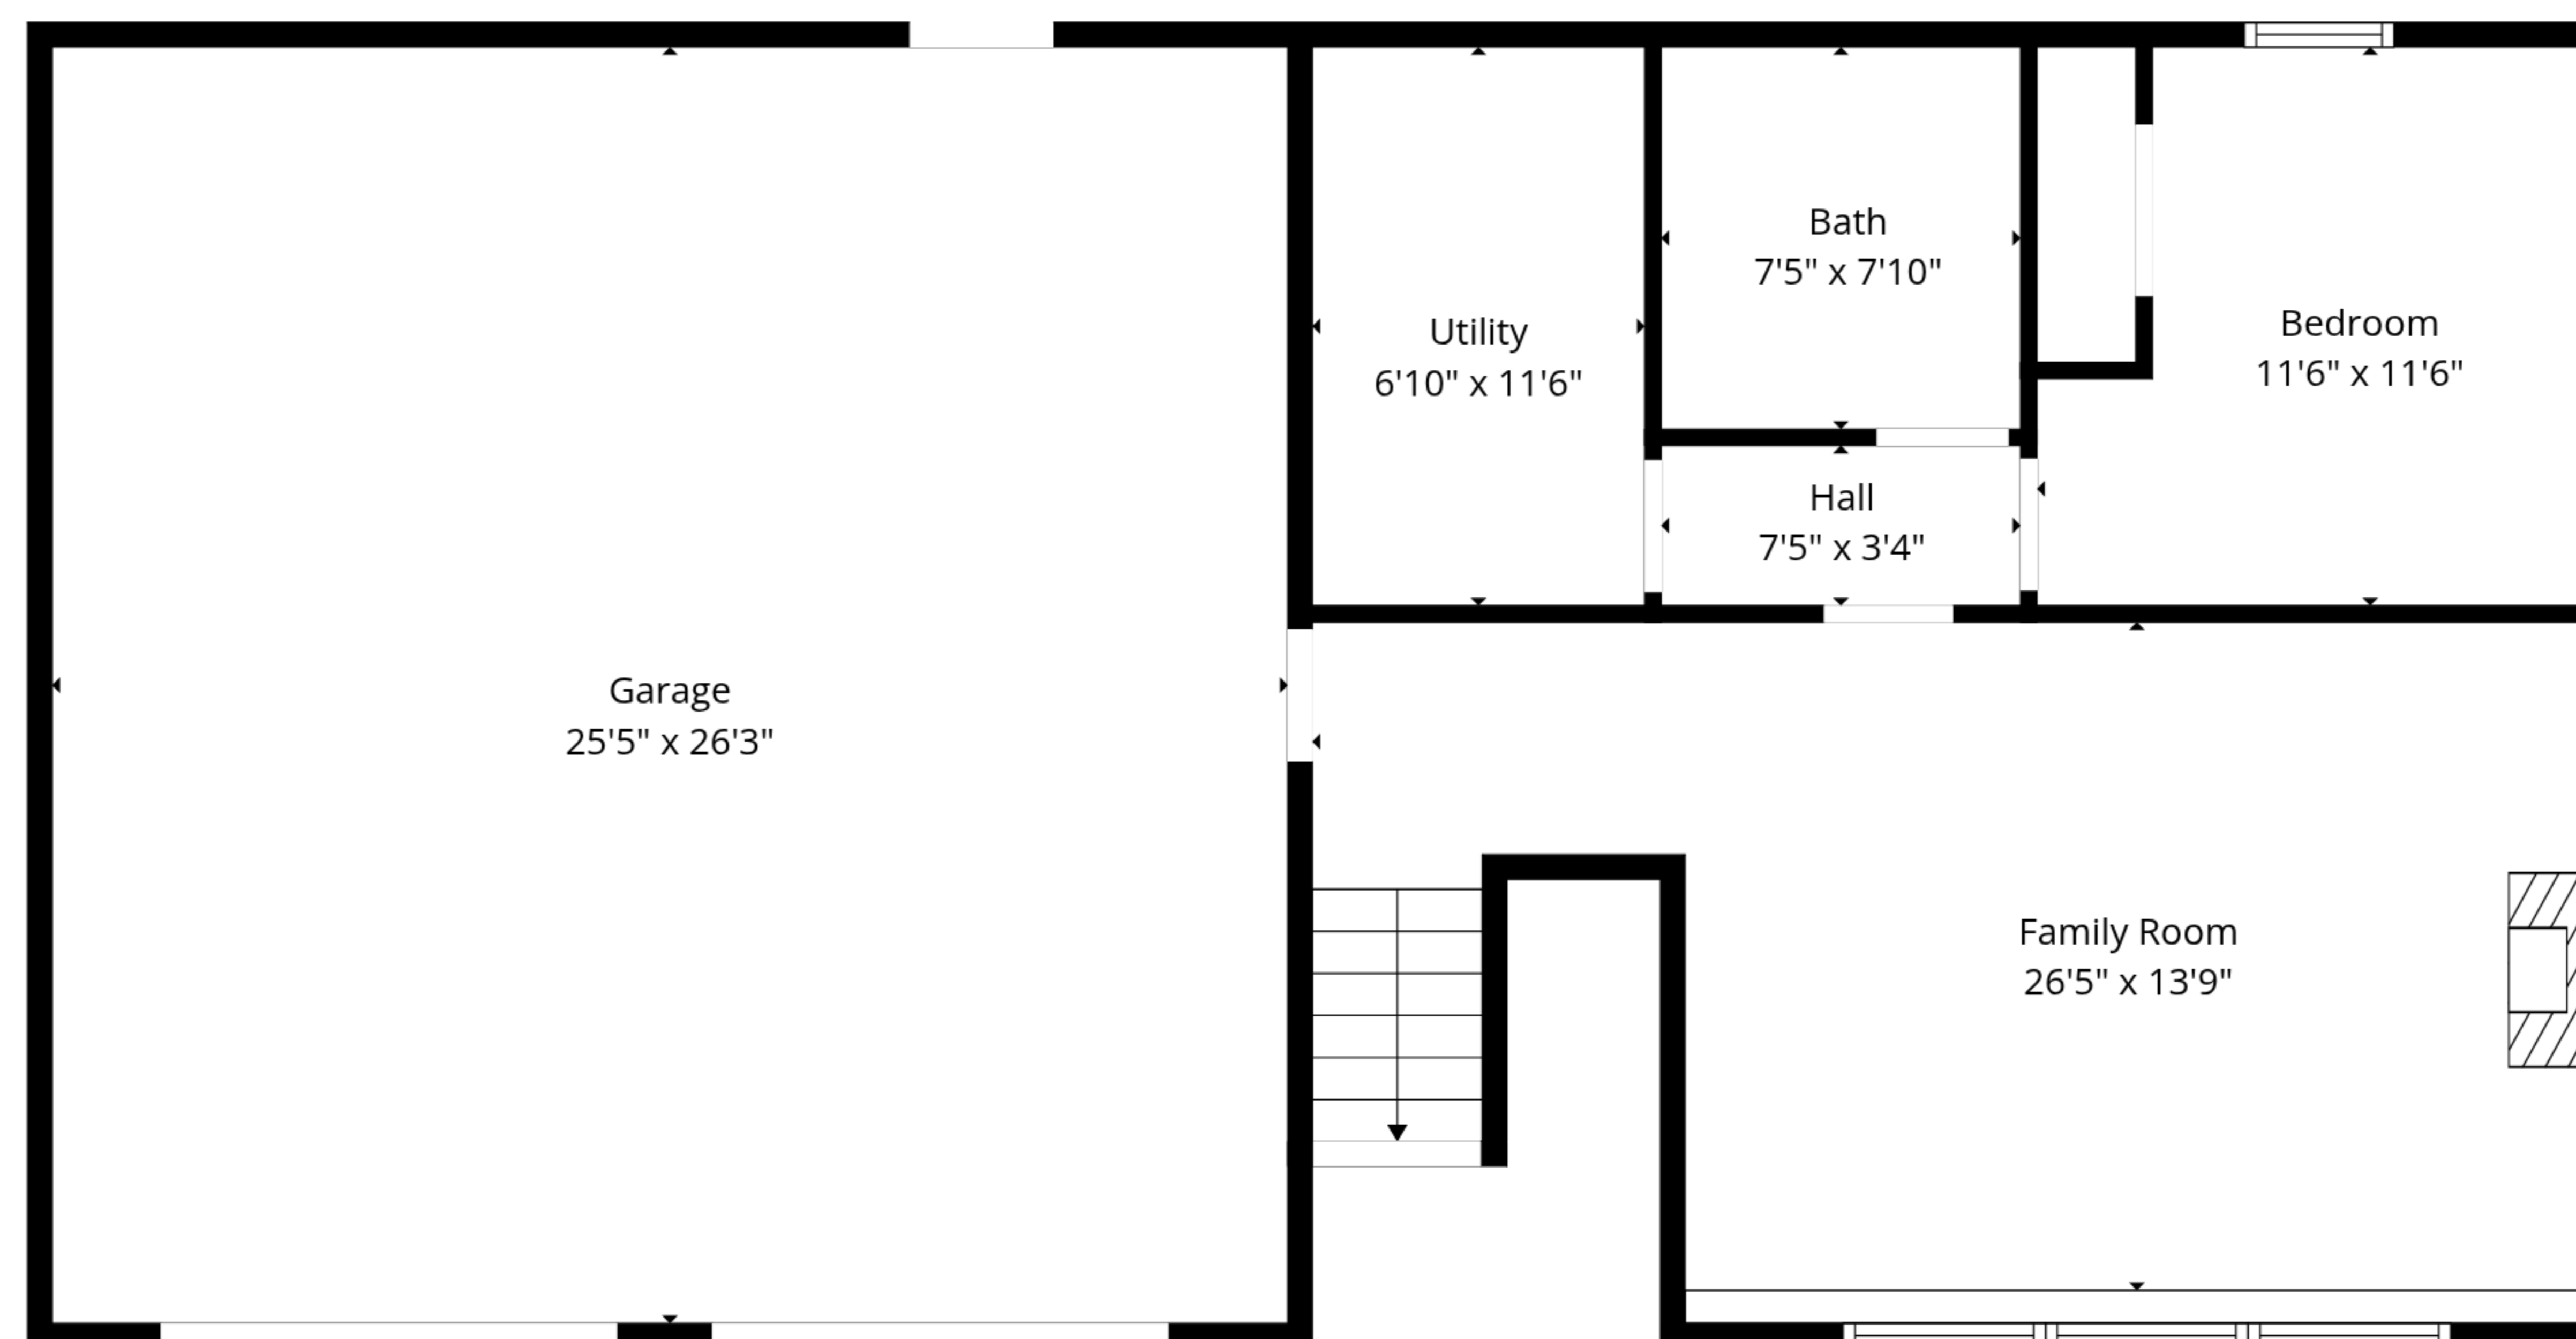 Bath
7'5" x 7'10"
Utility
6'10" x 11'6"
Bedroom
11'6" x 11'6"
Hall
7'5" x 3'4"
Garage
25'5" x 26'3"
Family Room
26'5" x 13'9"